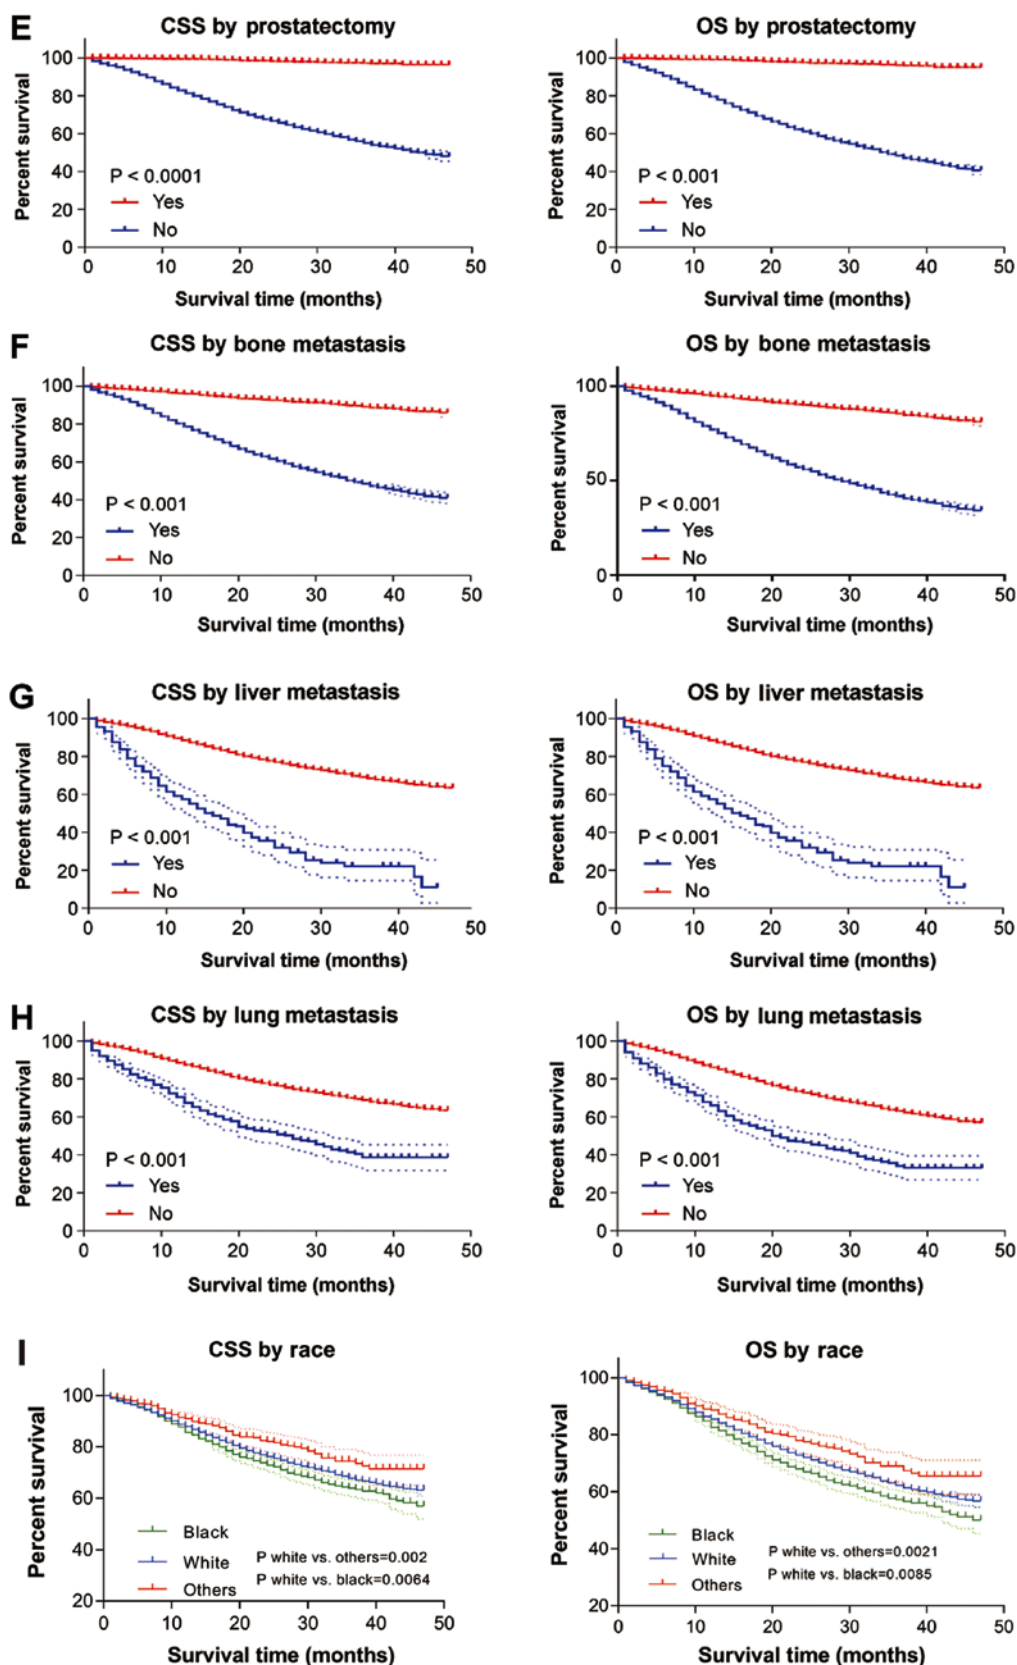 E
CSS by prostatectomy
Percent survival
100
80
60
40
20
0
P < 0.0001
Yes
No
0 10 20 30 40 50
Survival time (months)
OS by prostatectomy
Percent survival
100
80
60
40
20
0
P < 0.001
Yes
No
0 10 20 30 40 50
Survival time (months)
F
CSS by bone metastasis
Percent survival
100
80
60
40
20
0
P < 0.001
Yes
No
0 10 20 30 40 50
Survival time (months)
OS by bone metastasis
Percent survival
100
50
0
P < 0.001
Yes
No
0 10 20 30 40 50
Survival time (months)
G
CSS by liver metastasis
Percent survival
100
80
60
40
20
0
P < 0.001
Yes
No
0 10 20 30 40 50
Survival time (months)
OS by liver metastasis
Percent survival
100
80
60
40
20
0
P < 0.001
Yes
No
0 10 20 30 40 50
Survival time (months)
H
CSS by lung metastasis
Percent survival
100
80
60
40
20
0
P < 0.001
Yes
No
0 10 20 30 40 50
Survival time (months)
OS by lung metastasis
Percent survival
100
80
60
40
20
0
P < 0.001
Yes
No
0 10 20 30 40 50
Survival time (months)
I
CSS by race
Percent survival
100
80
60
40
20
Black
White
Others
P white vs. others=0.002
P white vs. black=0.0064
0 10 20 30 40 50
Survival time (months)
OS by race
Percent survival
100
80
60
40
20
Black
White
Others
P white vs. others=0.0021
P white vs. black=0.0085
0 10 20 30 40 50
Survival time (months)